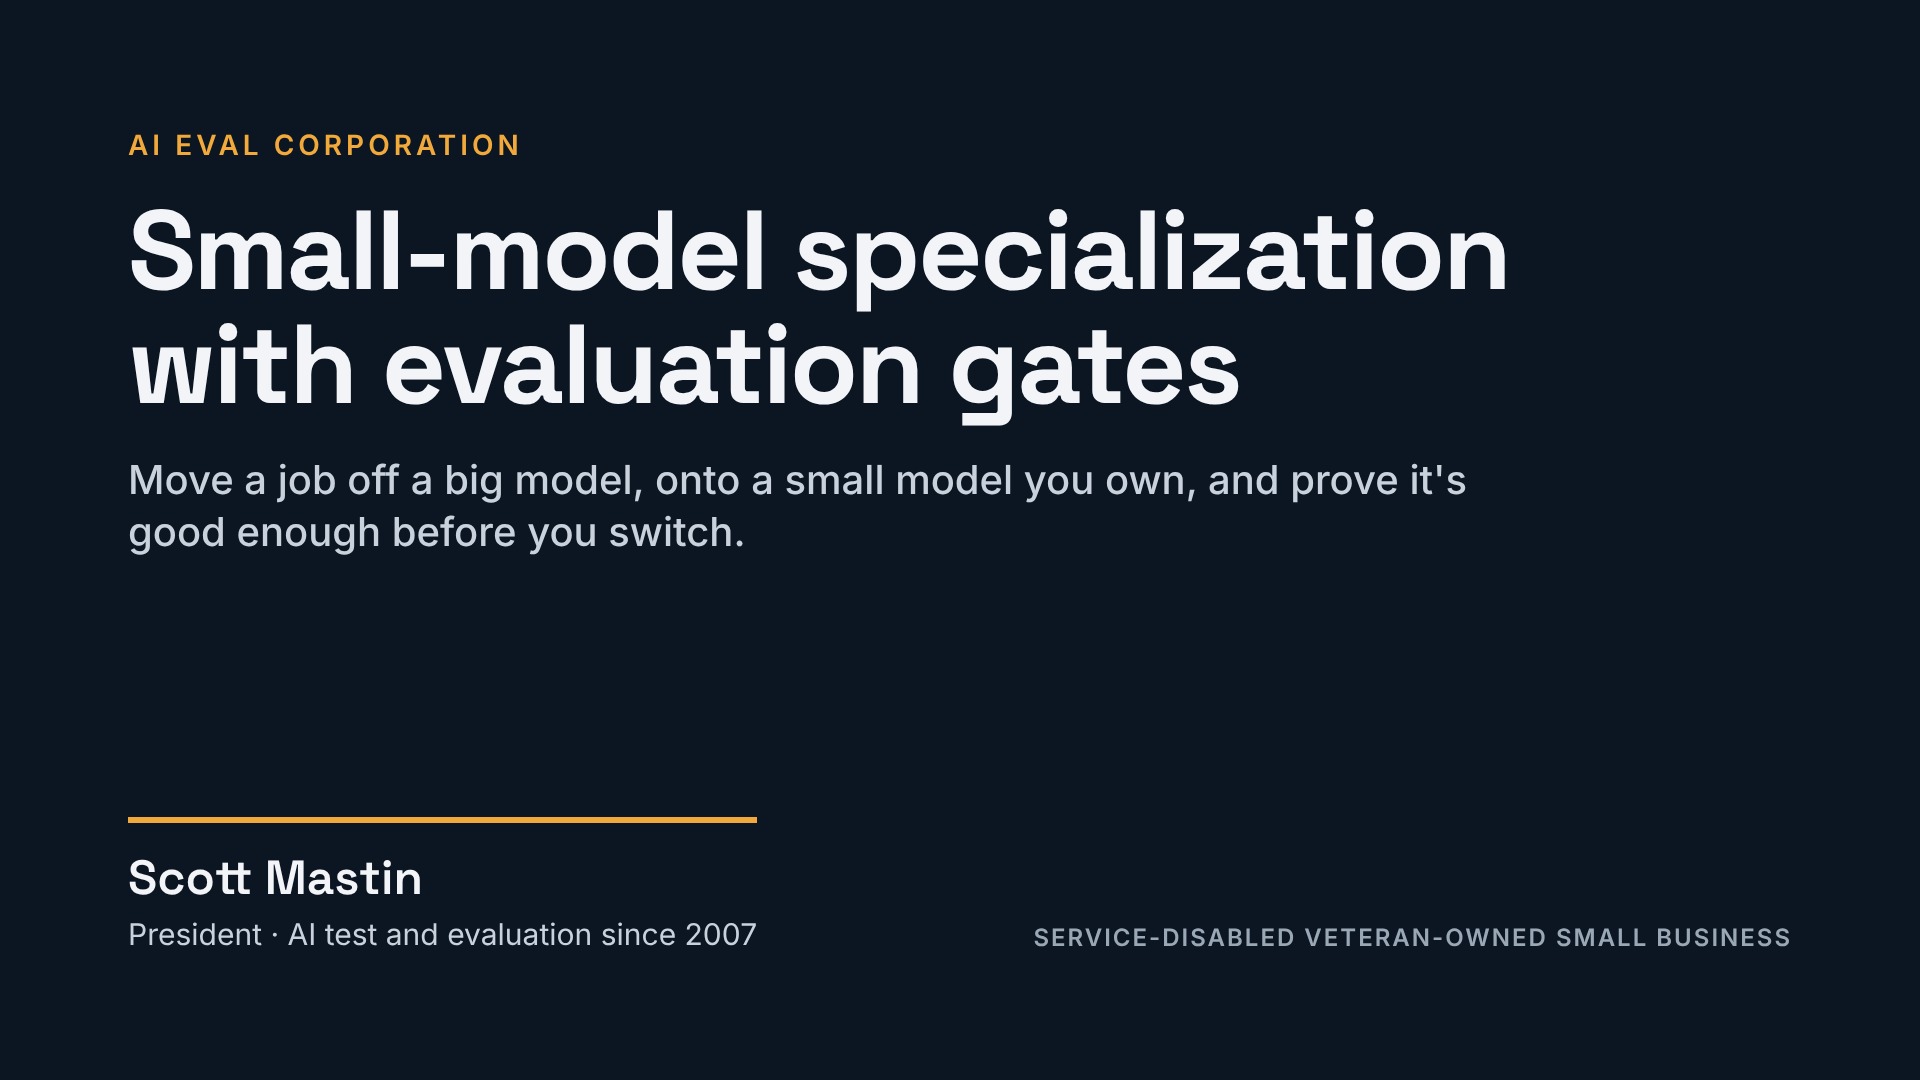 AI EVAL CORPORATION
Small-model specialization
with evaluation gates
Move a job off a big model, onto a small model you own, and prove it's
good enough before you switch.
Scott Mastin
President · AI test and evaluation since 2007
SERVICE-DISABLED VETERAN-OWNED SMALL BUSINESS